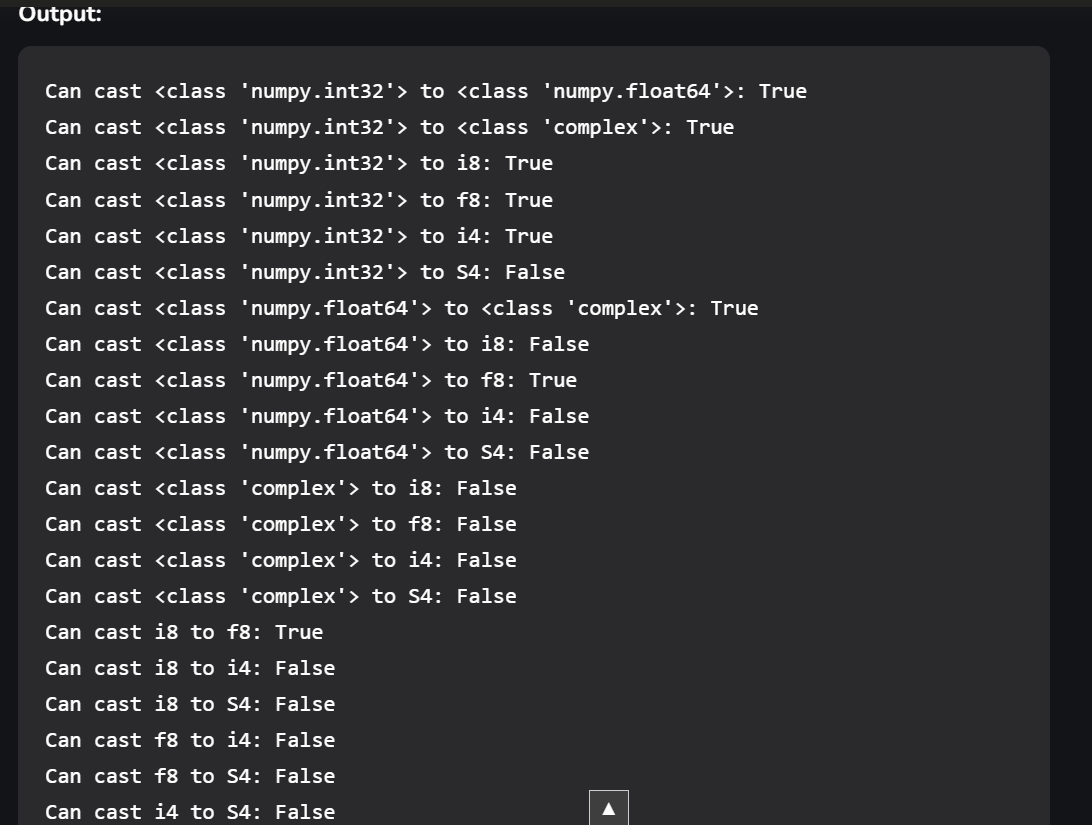 Output:
Can cast <class 'numpy.int32'> to <class 'numpy.float64'>: True
Can cast <class 'numpy.int32'> to <class 'complex'>: True
Can cast <class 'numpy.int32'> to i8: True
Can cast <class 'numpy.int32'> to f8: True
Can cast <class 'numpy.int32'> to i4: True
Can cast <class 'numpy.int32'> to S4: False
Can cast <class 'numpy.float64'> to <class 'complex'>: True
Can cast <class 'numpy.float64'> to i8: False
Can cast <class 'numpy.float64'> to f8: True
Can cast <class 'numpy.float64'> to i4: False
Can cast <class 'numpy.float64'> to S4: False
Can cast <class 'complex'> to i8: False
Can cast <class 'complex'> to f8: False
Can cast <class 'complex'> to i4: False
Can cast <class 'complex'> to S4: False
Can cast i8 to f8: True
Can cast i8 to i4: False
Can cast i8 to S4: False
Can cast f8 to i4: False
Can cast f8 to S4: False
Can cast i4 to S4: False